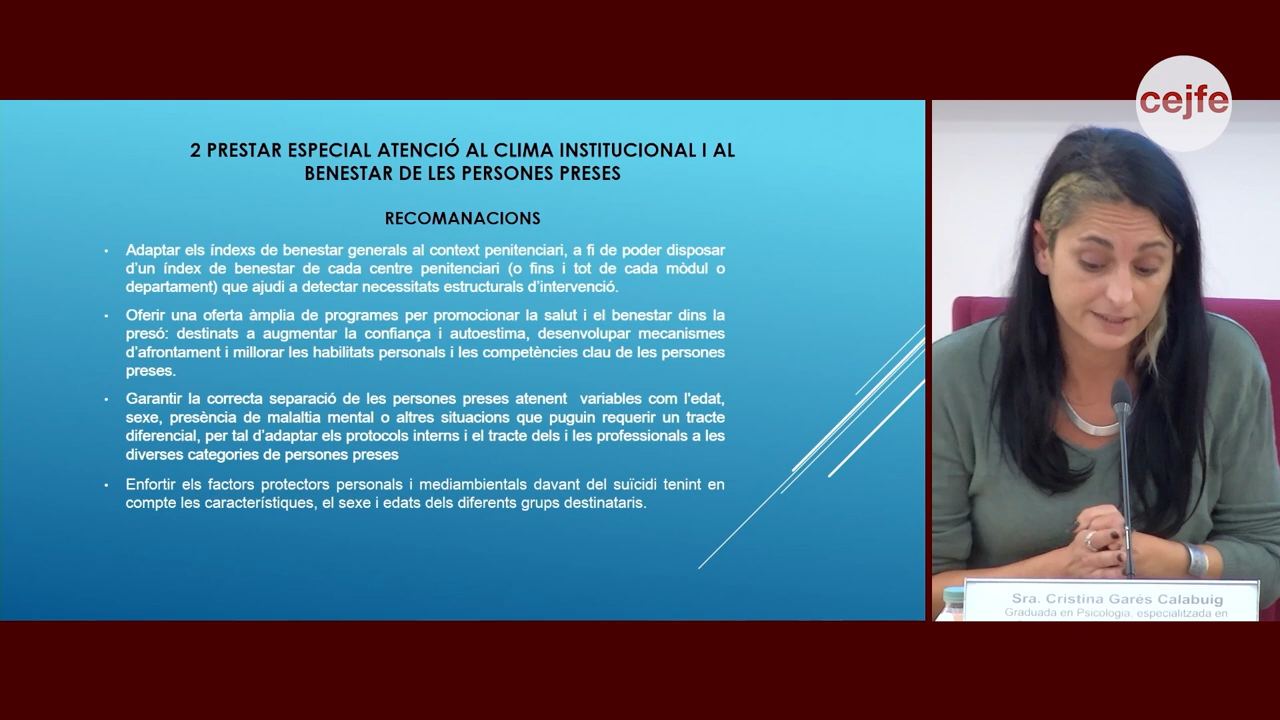 cejfe
2 PRESTAR ESPECIAL ATENCIÓ AL CLIMA INSTITUCIONAL I AL
BENESTAR DE LES PERSONES PRESES
RECOMANACIONS
• Adaptar els índexs de benestar generals al context penitenciari, a fi de poder disposar
d’un índex de benestar de cada centre penitenciari (o fins i tot de cada mòdul o
departament) que ajudi a detectar necessitats estructurals d’intervenció.
• Oferir una oferta àmplia de programes per promocionar la salut i el benestar dins la
presó: destinats a augmentar la confiança i autoestima, desenvolupar mecanismes
d’afrontament i millorar les habilitats personals i les competències clau de les persones
preses.
• Garantir la correcta separació de les persones preses atenent variables com l'edat,
sexe, presència de malaltia mental o altres situacions que puguin requerir un tracte
diferencial, per tal d’adaptar els protocols interns i el tracte dels i les professionals a les
diverses categories de persones preses
• Enfortir els factors protectors personals i mediambientals davant del suïcidi tenint en
compte les característiques, el sexe i edats dels diferents grups destinataris.
Sra. Cristina Garés Calabuig
Graduada en Psicologia, especialitzada en